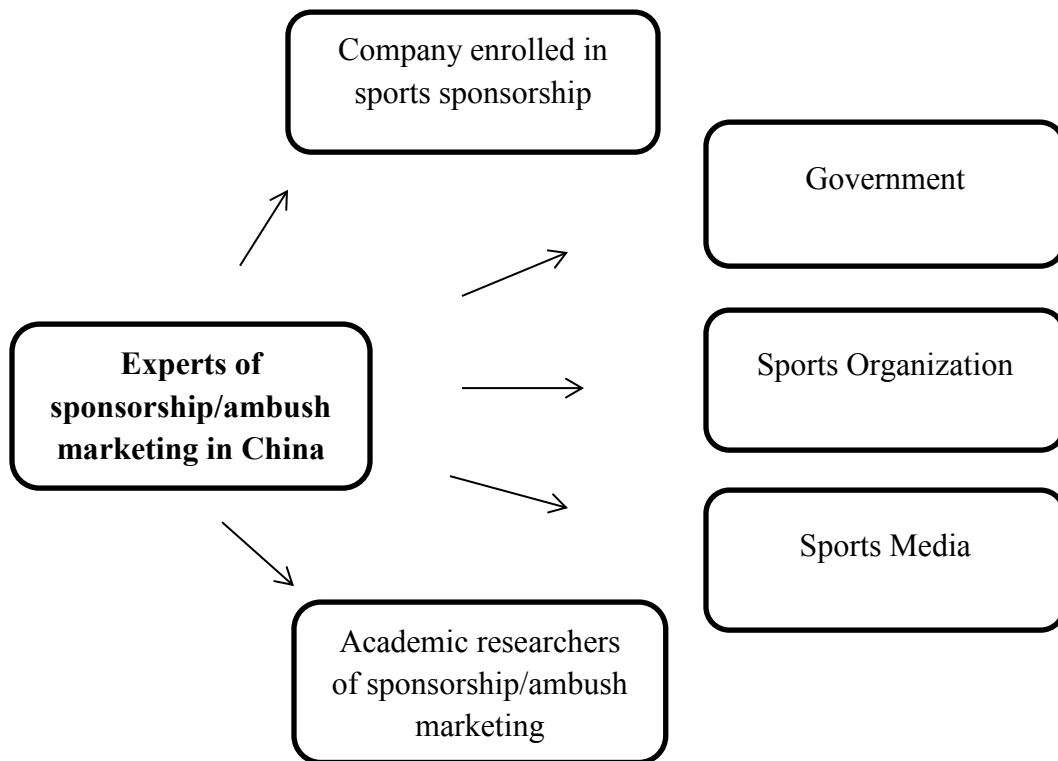 Company enrolled in
sports sponsorship
Government
Experts of
sponsorship/ambush
marketing in China
Sports Organization
Sports Media
Academic researchers
of sponsorship/ambush
marketing